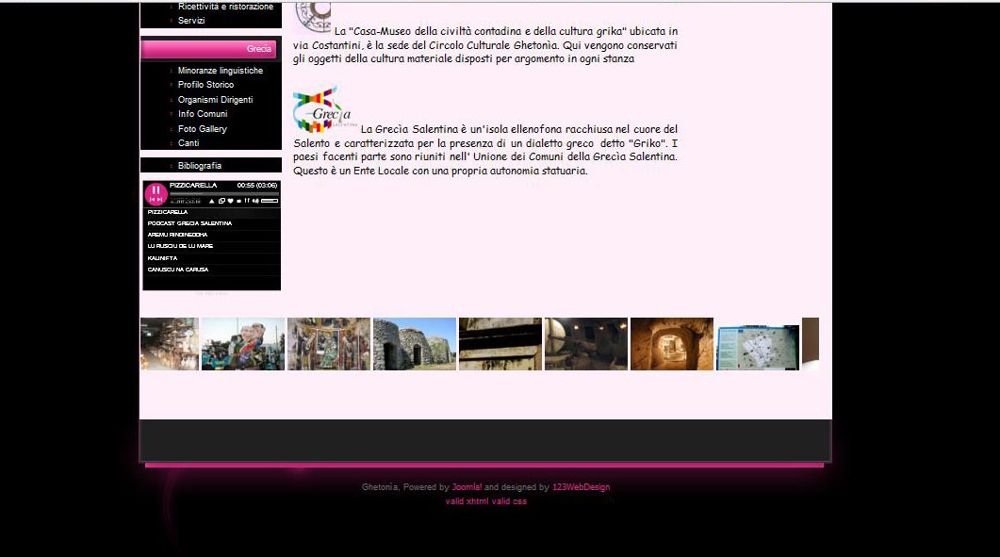 Ricettività e ristorazione
Servizi
Grecia
Minoranze linguistiche
Profilo Storico
Organismi Dirigenti
Info Comuni
Foto Gallery
Canti
Bibliografia
PIZZICARELLA 00:55 (03:06)
PIZZICARELLA
PODCAST GRECIA SALENTINA
AREMU RINDINEDDHA
LU RUSCIU DE LU MARE
KALINIFTA
CANUSCU NA CARUSA
La "Casa-Museo della civiltà contadina e della cultura grika" ubicata in
via Costantini, è la sede del Circolo Culturale Ghetonìa. Qui vengono conservati
gli oggetti della cultura materiale disposti per argomento in ogni stanza
Grecìa
SALENTINA
La Grecìa Salentina è un'isola ellenofona racchiusa nel cuore del
Salento e caratterizzata per la presenza di un dialetto greco detto "Griko". I
paesi facenti parte sono riuniti nell' Unione dei Comuni della Grecìa Salentina.
Questo è un Ente Locale con una propria autonomia statuaria.
Ghetonìa, Powered by Joomla! and designed by 123WebDesign
valid xhtml valid css